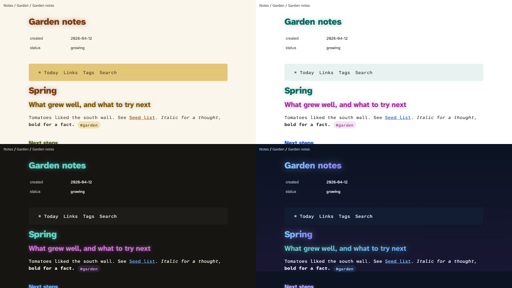 Notes / Garden / Garden notes
Garden notes
created 2026-04-12
status growing
≡ Today Links Tags Search
Spring
What grew well, and what to try next
Tomatoes liked the south wall. See Seed list. Italic for a thought,
bold for a fact. #garden
Next steps
Notes / Garden / Garden notes
Garden notes
created 2026-04-12
status growing
≡ Today Links Tags Search
Spring
What grew well, and what to try next
Tomatoes liked the south wall. See Seed list. Italic for a thought,
bold for a fact. #garden
Next steps
Notes / Garden / Garden notes
Garden notes
created 2026-04-12
status growing
≡ Today Links Tags Search
Spring
What grew well, and what to try next
Tomatoes liked the south wall. See Seed list. Italic for a thought,
bold for a fact. #garden
Next steps
Notes / Garden / Garden notes
Garden notes
created 2026-04-12
status growing
≡ Today Links Tags Search
Spring
What grew well, and what to try next
Tomatoes liked the south wall. See Seed list. Italic for a thought,
bold for a fact. #garden
Next steps